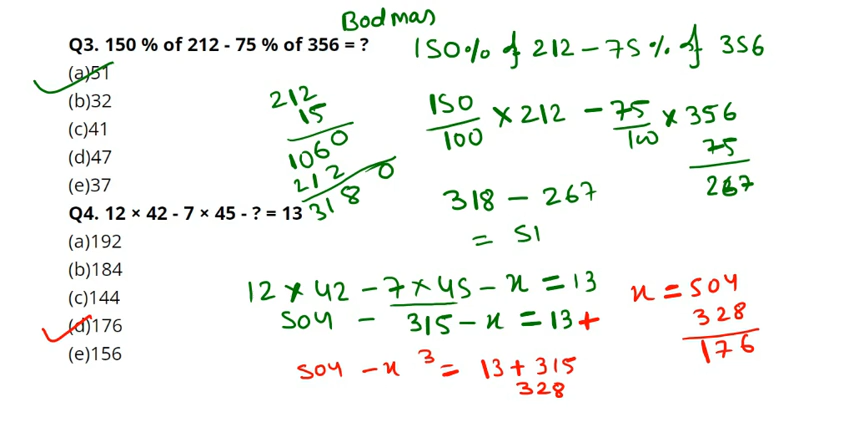 Bodmas
Q3. 150 % of 212 - 75 % of 356 = ?
150% of 212 - 75% of 356
(a)51
(b)32
(c)41
(d)47
(e)37
212
15
1060
2120
3180
150/100 × 212 - 75/100 × 356
75
267
318 - 267
= 51
Q4. 12 × 42 - 7 × 45 - ? = 13
(a)192
(b)184
(c)144
(d)176
(e)156
12 × 42 - 7 × 45 - x = 13
504 - 315 - x = 13 +
504 - x 3 = 13 + 315
328
x = 504
328
176